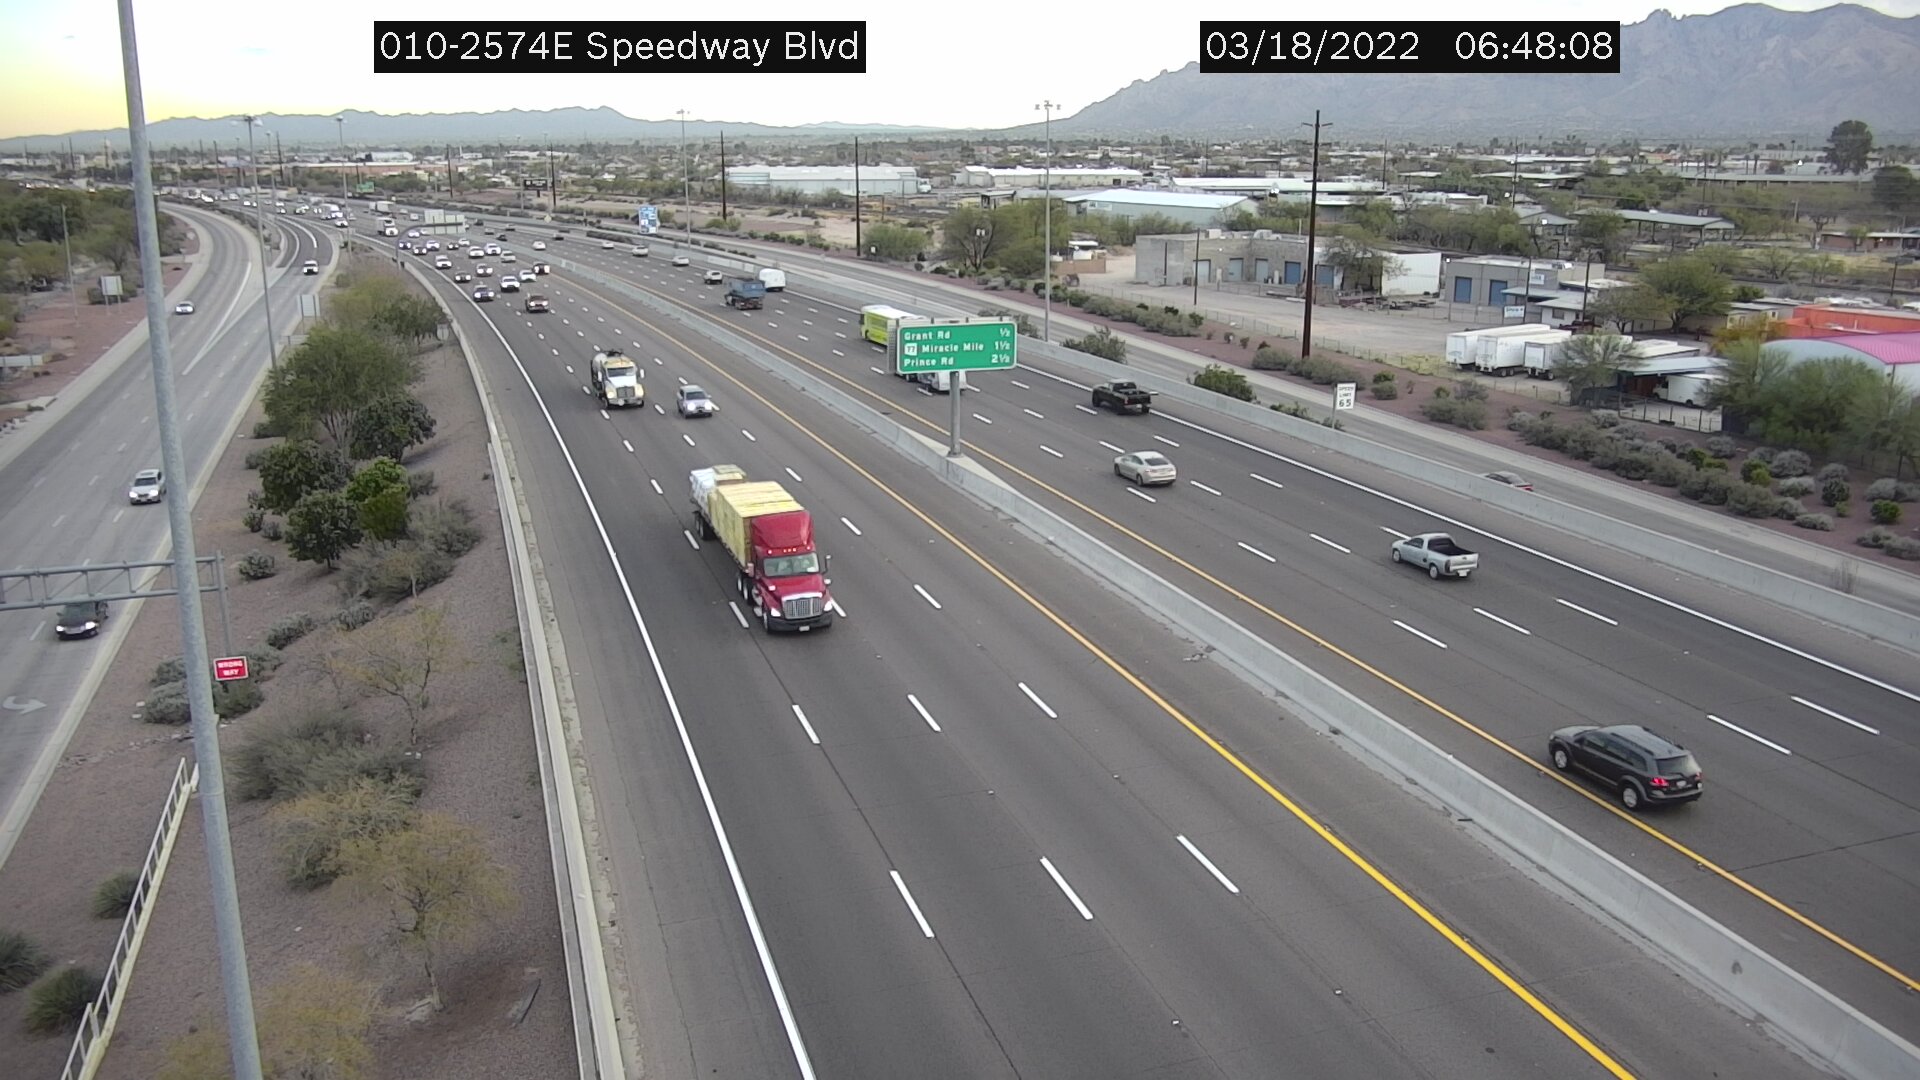 010-2574E Speedway Blvd
03/18/2022 06:48:08
Grant Rd ½
77 Miracle Mile 1½
Prince Rd 2½
SPEED
LIMIT
65
WRONG
WAY